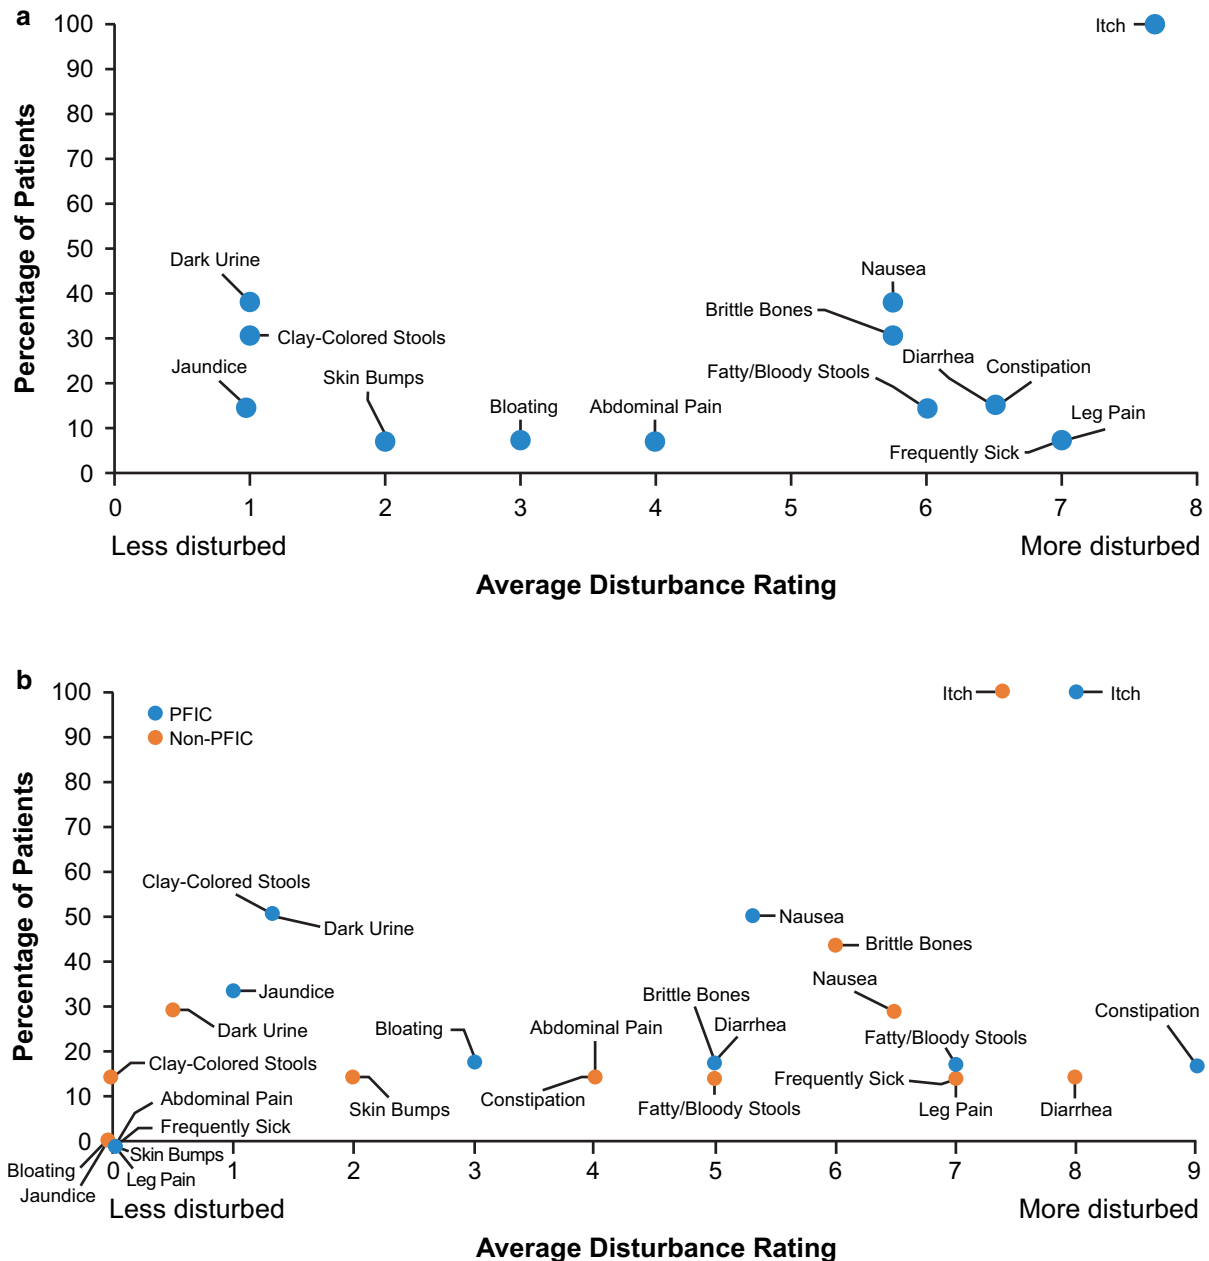 a
100
Itch
90
80
70
60
50
Dark Urine
Nausea
40
Brittle Bones
30
Clay-Colored Stools
Diarrhea
Constipation
Jaundice
Skin Bumps
Fatty/Bloody Stools
20
Bloating
Abdominal Pain
Leg Pain
10
Frequently Sick
0
Percentage of Patients
0 1 2 3 4 5 6 7 8
Less disturbed
More disturbed
Average Disturbance Rating
b
100
Itch
Itch
PFIC
Non-PFIC
90
80
70
60
Clay-Colored Stools
50
Nausea
Dark Urine
Brittle Bones
40
Nausea
Jaundice
Brittle Bones
30
Constipation
Dark Urine
Bloating
Abdominal Pain
Diarrhea
Fatty/Bloody Stools
20
Clay-Colored Stools
Frequently Sick
Constipation
10
Abdominal Pain
Skin Bumps
Fatty/Bloody Stools
Leg Pain
Diarrhea
Frequently Sick
0
Skin Bumps
Bloating
Leg Pain
Jaundice
Percentage of Patients
0 1 2 3 4 5 6 7 8 9
Less disturbed
More disturbed
Average Disturbance Rating